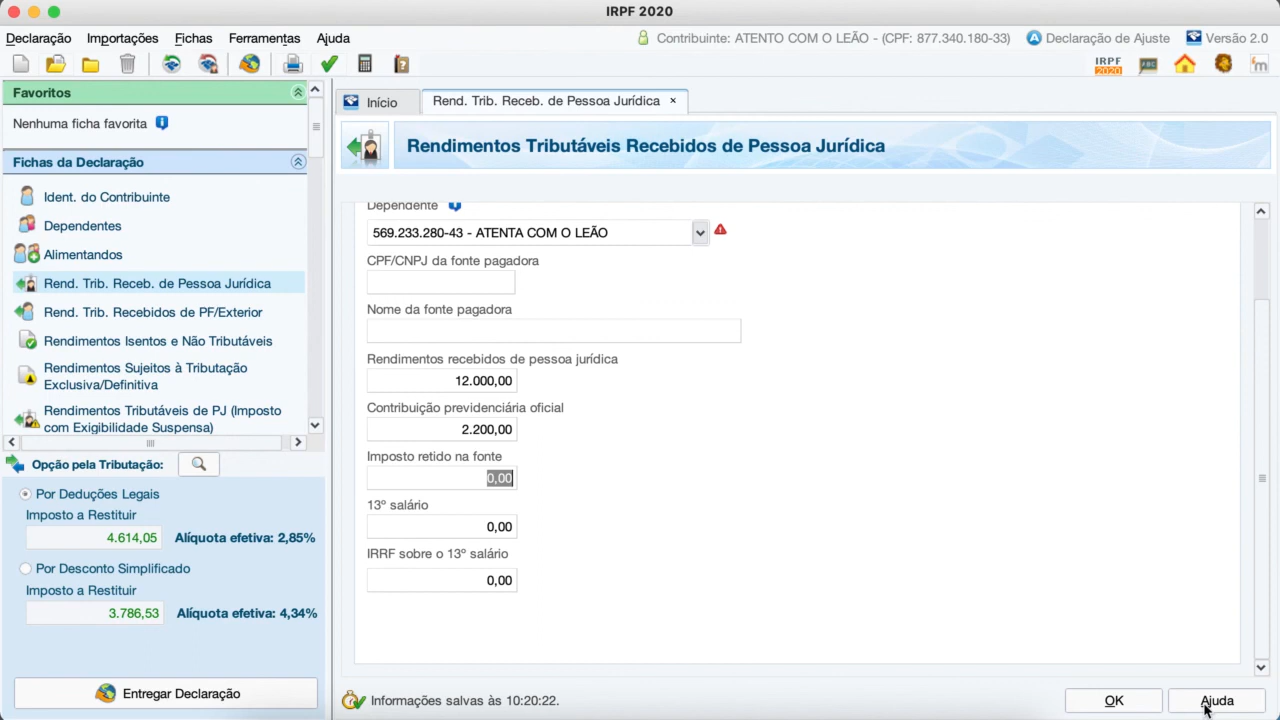 IRPF 2020
Declaração Importações Fichas Ferramentas Ajuda
Contribuinte: ATENTO COM O LEÃO - (CPF: 877.340.180-33) Declaração de Ajuste Versão 2.0
IRPF
2020
Favoritos
Nenhuma ficha favorita
Fichas da Declaração
Ident. do Contribuinte
Dependentes
Alimentandos
Rend. Trib. Receb. de Pessoa Jurídica
Rend. Trib. Recebidos de PF/Exterior
Rendimentos Isentos e Não Tributáveis
Rendimentos Sujeitos à Tributação
Exclusiva/Definitiva
Rendimentos Tributáveis de PJ (Imposto
com Exigibilidade Suspensa)
Opção pela Tributação:
Por Deduções Legais
Imposto a Restituir
4.614,05 Alíquota efetiva: 2,85%
Por Desconto Simplificado
Imposto a Restituir
3.786,53 Alíquota efetiva: 4,34%
Entregar Declaração
Início
Rend. Trib. Receb. de Pessoa Jurídica ×
Rendimentos Tributáveis Recebidos de Pessoa Jurídica
Dependente
569.233.280-43 - ATENTA COM O LEÃO
CPF/CNPJ da fonte pagadora
Nome da fonte pagadora
Rendimentos recebidos de pessoa jurídica
12.000,00
Contribuição previdenciária oficial
2.200,00
Imposto retido na fonte
0,00
13º salário
0,00
IRRF sobre o 13º salário
0,00
Informações salvas às 10:20:22.
OK
Ajuda